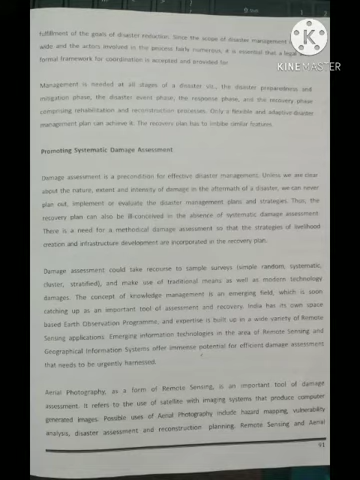 fulfillment of the goals of disaster reduction. Since the scope of disaster management
wide and the actors involved in the process fairly numerous, it is essential that a legal
formal framework for coordination is accepted and provided for.
K
KINEMASTER
Management is needed at all stages of a disaster viz., the disaster preparedness and
mitigation phase, the disaster event phase, the response phase, and the recovery phase
comprising rehabilitation and reconstruction processes. Only a flexible and adaptive disaster
management plan can achieve it. The recovery plan has to imbibe similar features.
Promoting Systematic Damage Assessment
Damage assessment is a precondition for effective disaster management. Unless we are clear
about the nature, extent and intensity of damage in the aftermath of a disaster, we can never
plan out, implement or evaluate the disaster management plans and strategies. Thus, the
recovery plan can also be ill-conceived in the absence of systematic damage assessment.
There is a need for a methodical damage assessment so that the strategies of livelihood
creation and infrastructure development are incorporated in the recovery plan.
Damage assessment could take recourse to sample surveys (simple random, systematic,
cluster, stratified), and make use of traditional means as well as modern technology
damages. The concept of knowledge management is an emerging field, which is soon
catching up as an important tool of assessment and recovery. India has its own space
based Earth Observation Programme, and expertise is built up in a wide variety of Remote
Sensing applications. Emerging information technologies in the area of Remote Sensing and
Geographical Information Systems offer immense potential for efficient damage assessment
that needs to be urgently harnessed.
Aerial Photography, as a form of Remote Sensing, is an important tool of damage
assessment. It refers to the use of satellite with imaging systems that produce computer
generated images. Possible uses of Aerial Photography include hazard mapping, vulnerability
analysis, disaster assessment and reconstruction planning. Remote Sensing and Aerial